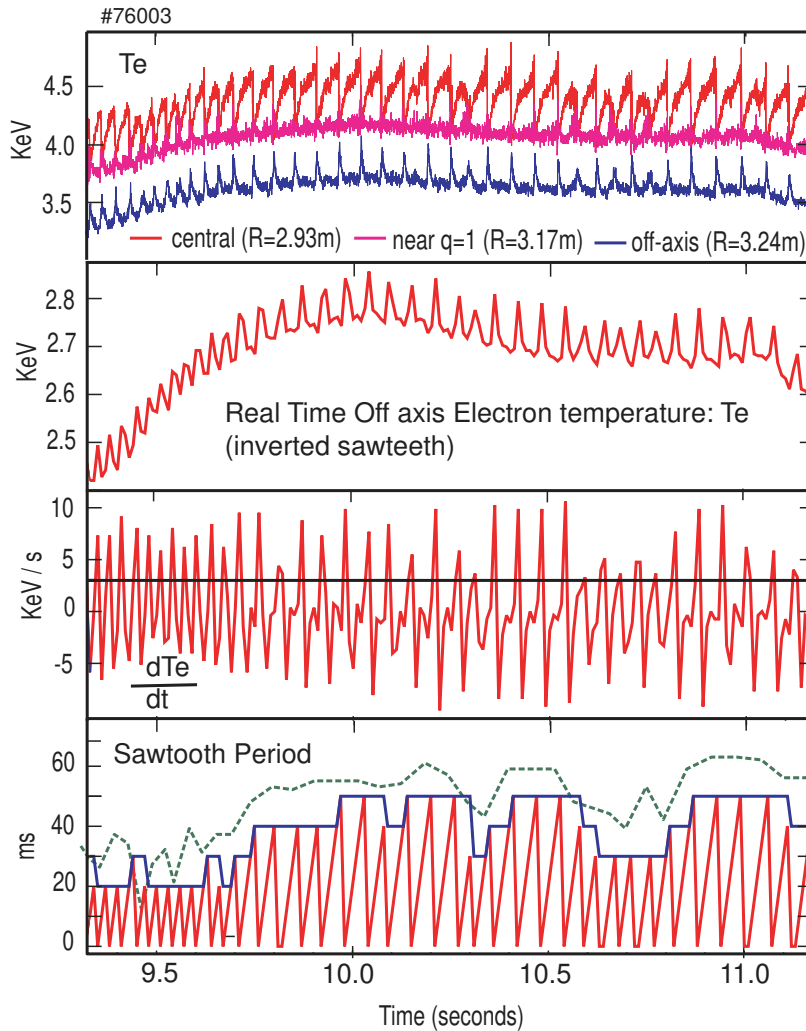 #76003
Te
4.5
4.0
3.5
KeV
central (R=2.93m)
near q=1 (R=3.17m)
off-axis (R=3.24m)
2.8
2.7
2.6
2.5
KeV
Real Time Off axis Electron temperature: Te
(inverted sawteeth)
10
5
0
-5
KeV / s
dTe
dt
Sawtooth Period
60
40
20
0
ms
9.5
10.0
10.5
11.0
Time (seconds)